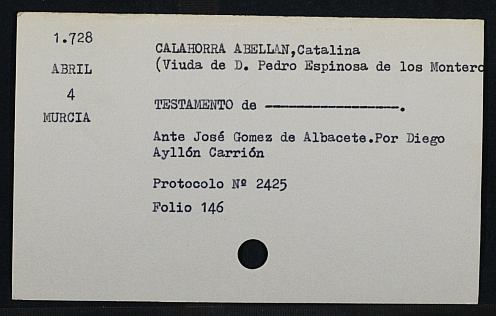 1.728
ABRIL
4
MURCIA
CALAHORRA ABELLAN,Catalina
(Viuda de D. Pedro Espinosa de los Montero
TESTAMENTO de -----------------.
Ante José Gomez de Albacete.Por Diego
Ayllón Carrión
Protocolo Nº 2425
Folio 146